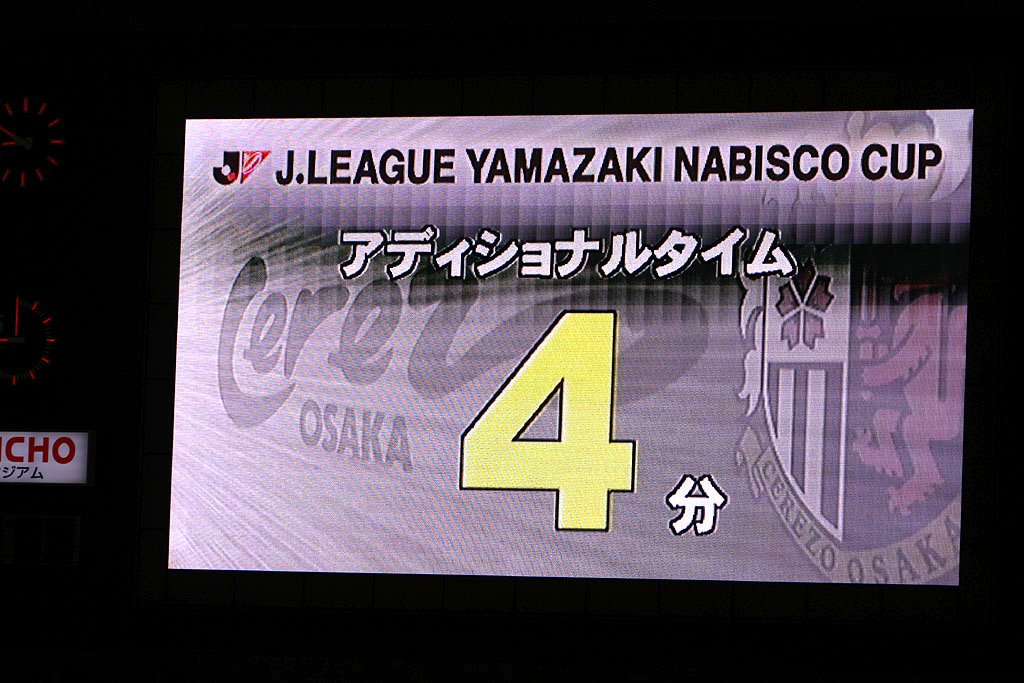 J.LEAGUE YAMAZAKI NABISCO CUP
アディショナルタイム
Cerezo
OSAKA
4分
CEREZO OSAKA
NCHO
ジアム